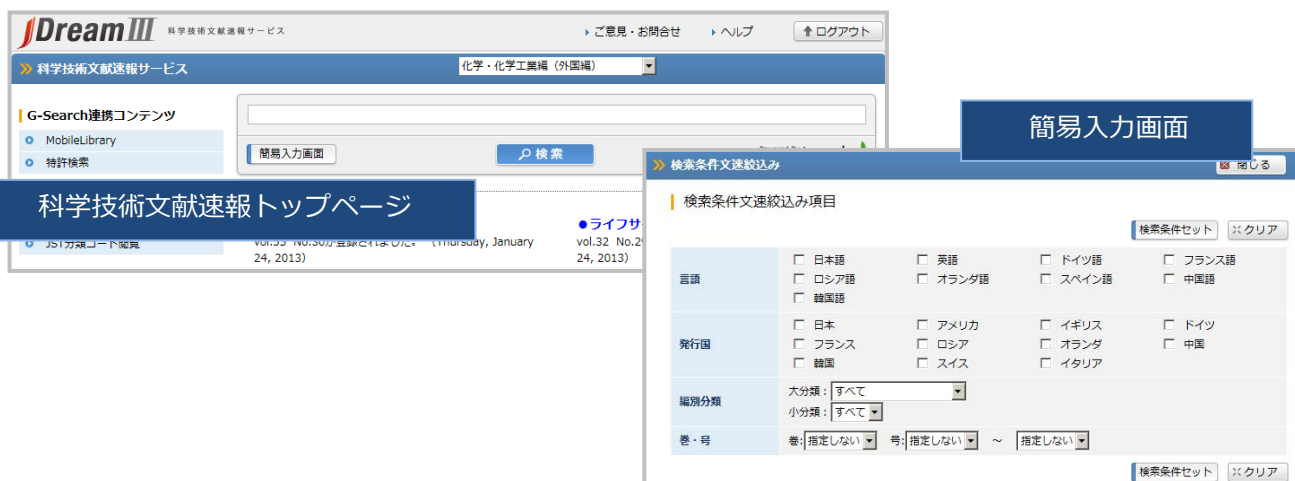 JDreamIII 科学技術文献速報サービス ご意見・お問合せ ヘルプ ログアウト
科学技術文献速報サービス 化学・化学工業編（外国編）
G-Search連携コンテンツ
MobileLibrary
特許検索
簡易入力画面 検索
科学技術文献速報トップページ
JST分類コード閲覧
vol.55 No.50が登録されました。 (Thursday, January
24, 2013)
●ライフサ
vol.32 No.2
24, 2013)
簡易入力画面
検索条件文速絞込み 閉じる
検索条件文速絞込み項目
検索条件セット クリア
言語 日本語 英語 ドイツ語 フランス語
ロシア語 オランダ語 スペイン語 中国語
韓国語
発行国 日本 アメリカ イギリス ドイツ
フランス ロシア オランダ 中国
韓国 スイス イタリア
編別分類 大分類：すべて
小分類：すべて
巻・号 巻:指定しない 号:指定しない ～ 指定しない
検索条件セット クリア